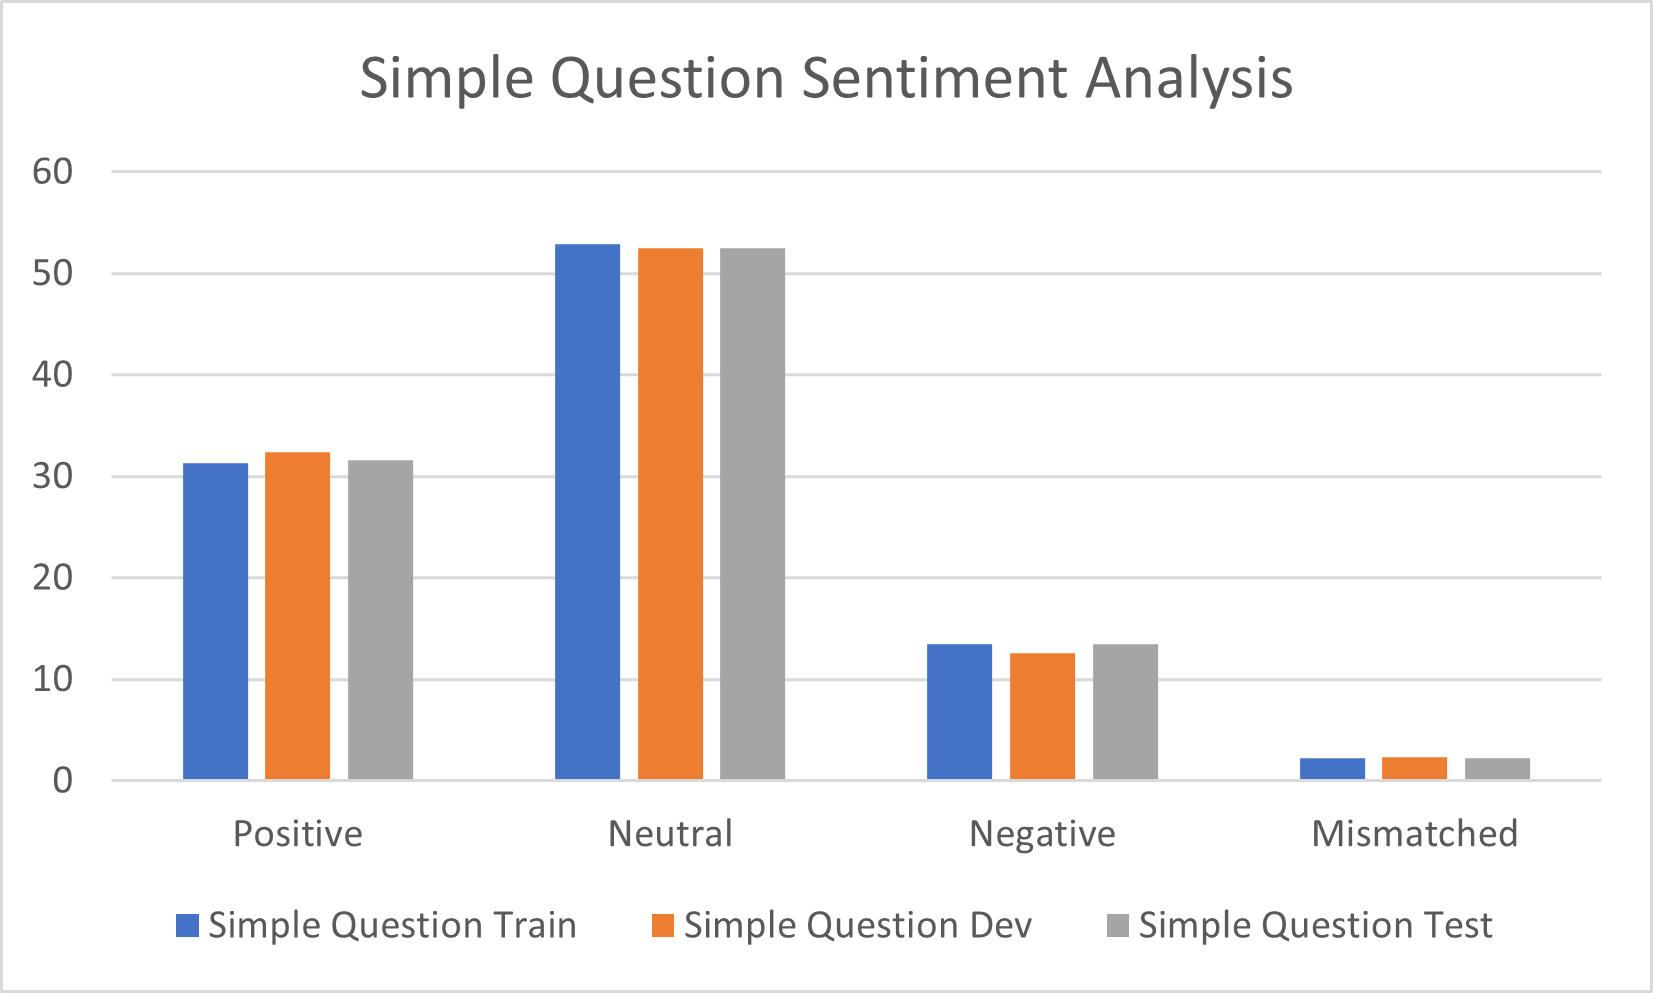 Simple Question Sentiment Analysis
60
50
40
30
20
10
0
Positive Neutral Negative Mismatched
Simple Question Train Simple Question Dev Simple Question Test